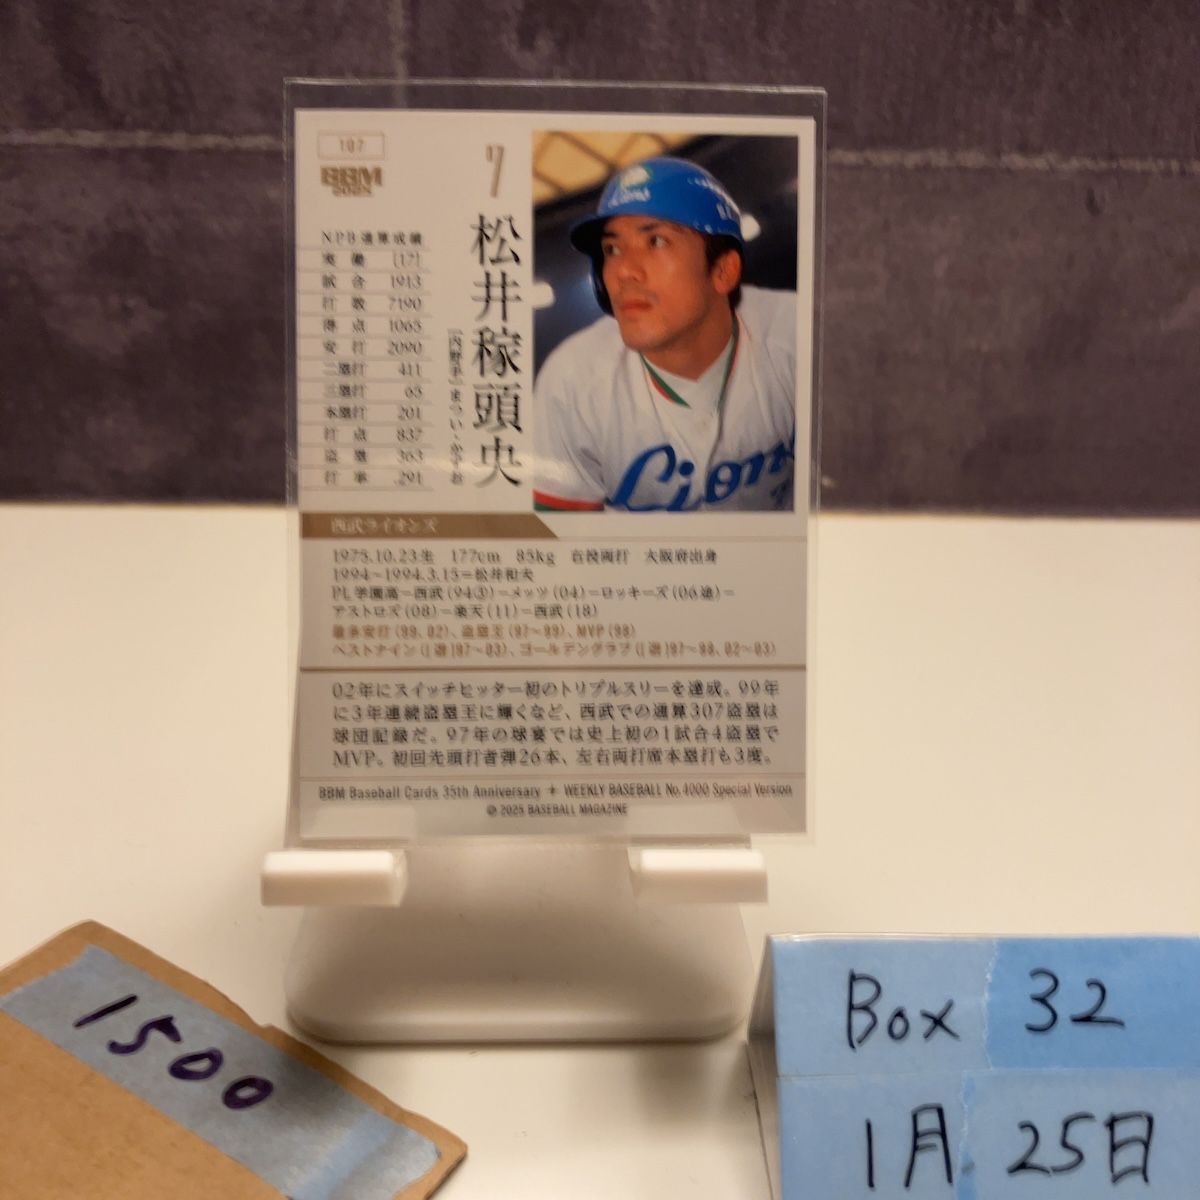 107
BBM
202X
NPB通算成績
実働 [17]
試合 1913
打数 7190
得点 1065
安打 2090
二塁打 411
三塁打 65
本塁打 201
打点 837
盗塁 363
打率 .291
7
松井稼頭央
[内野手] まつい・かずお
Lions
Lions
西武ライオンズ
1975.10.23生 177cm 85kg 右投両打 大阪府出身
1994～1994.3.15＝松井和夫
PL学園高－西武(94③)－メッツ(04)－ロッキーズ(06途)－
アストロズ(08)－楽天(11)－西武(18)
最多安打(99、02)、盗塁王(97～99)、MVP(98)
ベストナイン(［遊］97～03)、ゴールデングラブ(［遊］97～98、02～03)
02年にスイッチヒッター初のトリプルスリーを達成。99年
に3年連続盗塁王に輝くなど、西武での通算307盗塁は
球団記録だ。97年の球宴では史上初の1試合4盗塁で
MVP。初回先頭打者弾26本、左右両打席本塁打も3度。
BBM Baseball Cards 35th Anniversary + WEEKLY BASEBALL No.4000 Special Version
© 2025 BASEBALL MAGAZINE
1500
Box 32
1月 25日